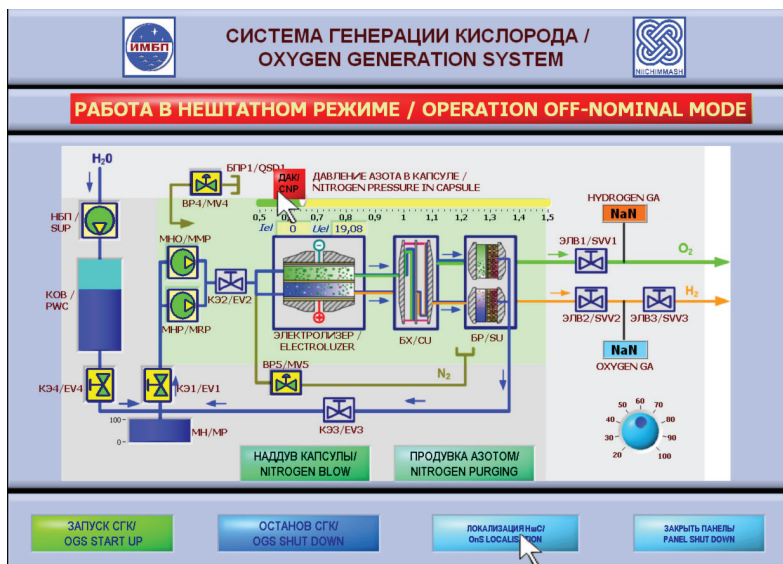 ИМБП
СИСТЕМА ГЕНЕРАЦИИ КИСЛОРОДА /
OXYGEN GENERATION SYSTEM
NIICHIMMASH
РАБОТА В НЕШТАТНОМ РЕЖИМЕ / OPERATION OFF-NOMINAL MODE
H₂0
БПР1/QSD1
ВР4/MV4
ДАК/
CNP
ДАВЛЕНИЕ АЗОТА В КАПСУЛЕ/
NITROGEN PRESSURE IN CAPSULE
0,5 0,6 0,7 0,8 0,9 1 1,1 1,2 1,3 1,4 1,5
Iel 0 Uel 19,08
НБП /
SUP
МНО/MMP
МНР/MRP
КЭ2/EV2
КОВ /
PWC
HYDROGEN GA
NaN
ЭЛВ1/SVV1
O₂
H₂
ЭЛВ2/SVV2
ЭЛВ3/SVV3
NaN
OXYGEN GA
ЭЛЕКТРОЛИЗЕР /
ELECTROLUZER
БХ/CU
БР/SU
ВР5/MV5
N₂
КЭ4/EV4
КЭ1/EV1
КЭ3/EV3
100
0
МН/MP
20 30 40 50 60 70 80 90 100
НАДДУВ КАПСУЛЫ/
NITROGEN BLOW
ПРОДУВКА АЗОТОМ/
NITROGEN PURGING
ЗАПУСК СГК/
OGS START UP
ОСТАНОВ СГК/
OGS SHUT DOWN
ЛОКАЛИЗАЦИЯ НшС/
OnS LOCALISATION
ЗАКРЫТЬ ПАНЕЛЬ/
PANEL SHUT DOWN